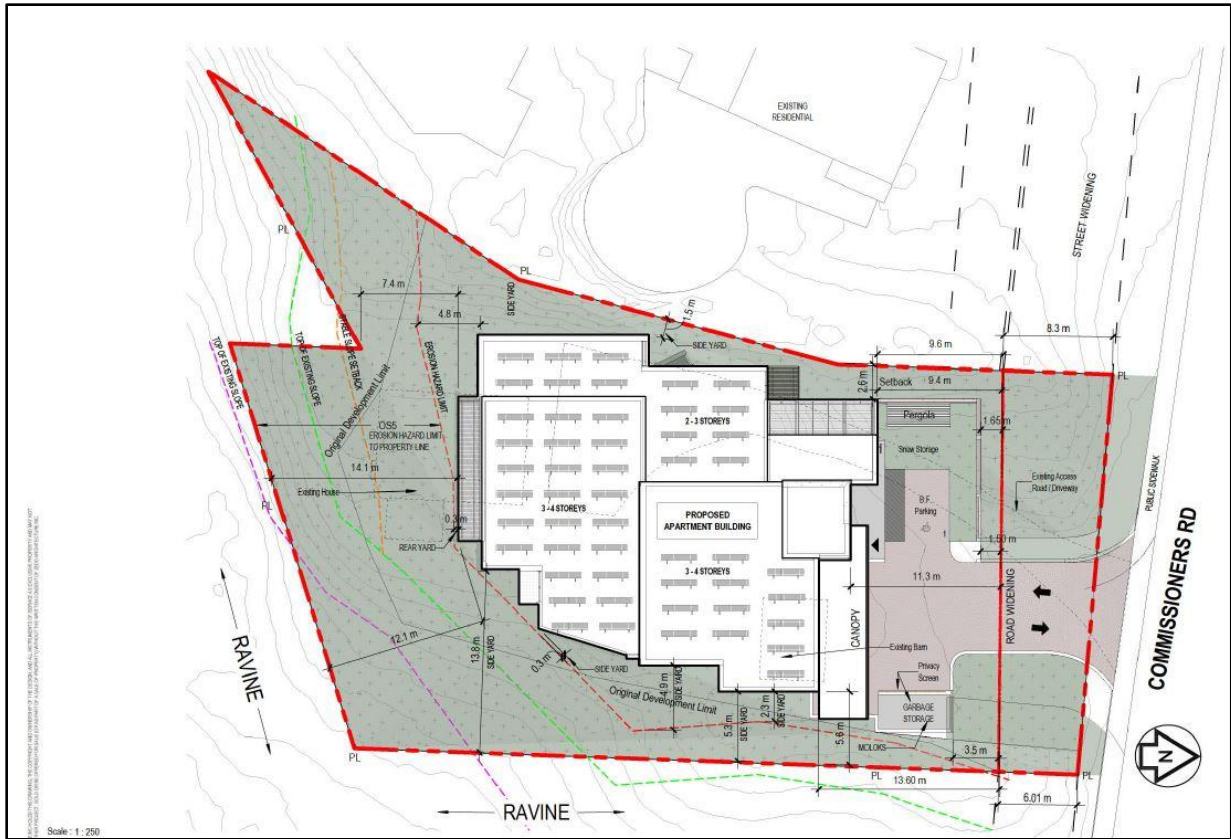 EXISTING
RESIDENTIAL
STREET WIDENING
PL
PL
7.4 m
4.8 m
SIDE YARD
1.5 m
SIDE YARD
8.3 m
9.6 m
Setback
9.4 m
2.6 m
PL
TOP OF EXISTING SLOPE
TOP OF EXISTING SLOPE
STABLE SLOPE SETBACK
Original Development Limit
EROSION HAZARD LIMIT
OS5
EROSION HAZARD LIMIT
TO PROPERTY LINE
14.1 m
Existing House
PL
0.3 m
REAR YARD
2 - 3 STOREYS
3 - 4 STOREYS
PROPOSED
APARTMENT BUILDING
3 - 4 STOREYS
Pergola
1.65 m
Snow Storage
B.F.
Parking
1
Existing Access
Road / Driveway
1.50 m
PUBLIC SIDEWALK
11.3 m
ROAD WIDENING
CANOPY
COMMISSIONERS RD
Existing Barn
Privacy
Screen
GARBAGE
STORAGE
MOLOKS
RAVINE
12.1 m
13.8 m
SIDE YARD
0.3 m
SIDE YARD
Original Development Limit
4.9 m
SIDE YARD
5.3 m
SIDE YARD
2.3 m
SIDE YARD
5.6 m
3.5 m
PL
PL
PL
13.60 m
6.01 m
RAVINE
N
Scale : 1 : 250